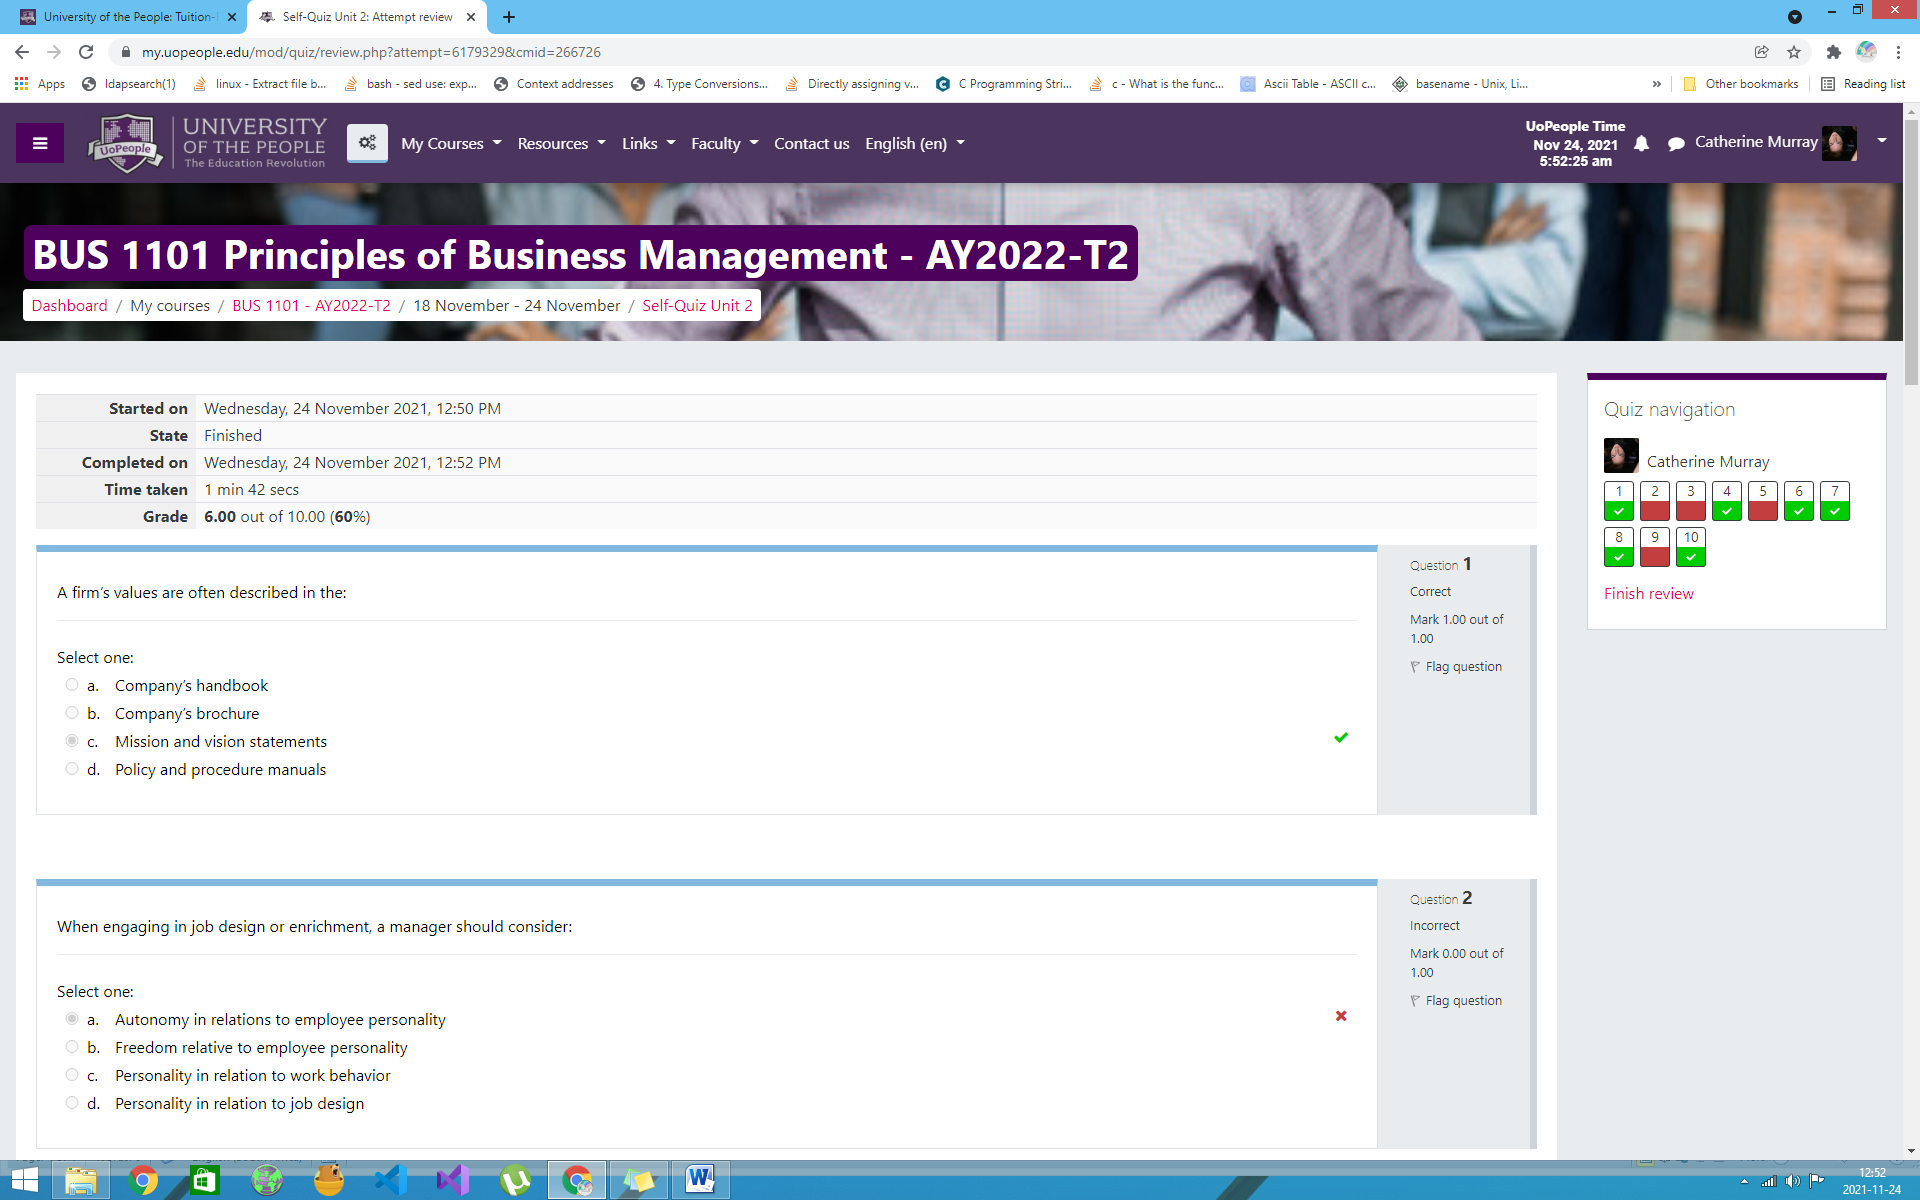 University of the People: Tuition-
Self-Quiz Unit 2: Attempt review
my.uopeople.edu/mod/quiz/review.php?attempt=6179329&cmid=266726
Apps
ldapsearch(1)
linux - Extract file b...
bash - sed use: exp...
Context addresses
4. Type Conversions...
Directly assigning v...
C Programming Stri...
c - What is the func...
Ascii Table - ASCII c...
basename - Unix, Li...
»
Other bookmarks
Reading list
UoPeople
UNIVERSITY
OF THE PEOPLE
The Education Revolution
My Courses
Resources
Links
Faculty
Contact us
English (en)
UoPeople Time
Nov 24, 2021
5:52:25 am
Catherine Murray
BUS 1101 Principles of Business Management - AY2022-T2
Dashboard / My courses / BUS 1101 - AY2022-T2 / 18 November - 24 November / Self-Quiz Unit 2
Started on Wednesday, 24 November 2021, 12:50 PM
State Finished
Completed on Wednesday, 24 November 2021, 12:52 PM
Time taken 1 min 42 secs
Grade 6.00 out of 10.00 (60%)
A firm's values are often described in the:
Select one:
a. Company's handbook
b. Company's brochure
c. Mission and vision statements
d. Policy and procedure manuals
Question 1
Correct
Mark 1.00 out of
1.00
Flag question
When engaging in job design or enrichment, a manager should consider:
Select one:
a. Autonomy in relations to employee personality
b. Freedom relative to employee personality
c. Personality in relation to work behavior
d. Personality in relation to job design
Question 2
Incorrect
Mark 0.00 out of
1.00
Flag question
Quiz navigation
Catherine Murray
1 2 3 4 5 6 7
8 9 10
Finish review
12:52
2021-11-24